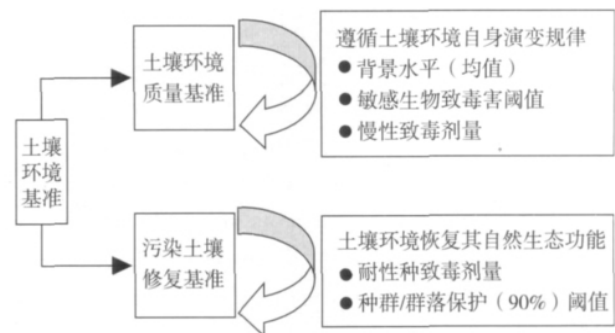 土壤
环境
基准
土壤环境
质量基准
遵循土壤环境自身演变规律
●背景水平（均值）
●敏感生物致毒害阈值
●慢性致毒剂量
污染土壤
修复基准
土壤环境恢复其自然生态功能
●耐性种致毒剂量
●种群/群落保护（90%）阈值